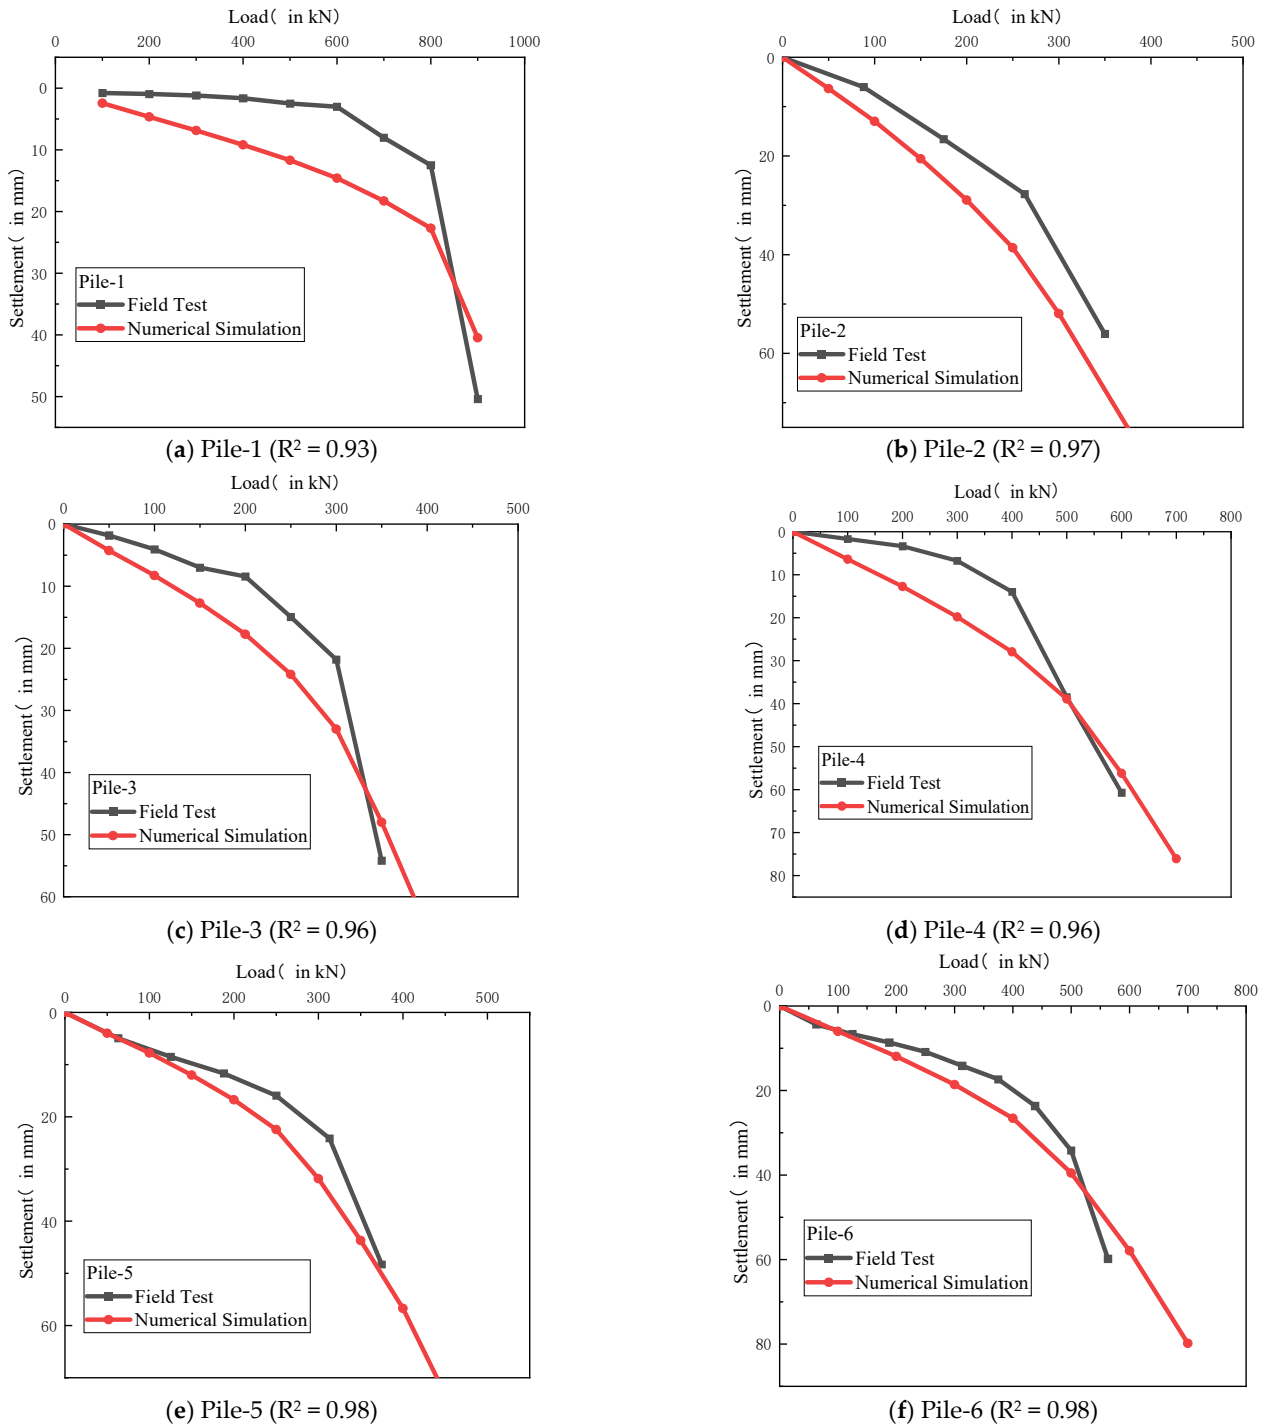 Load( in kN)
0 200 400 600 800 1000
0
10
20
30
40
50
Settlement( in mm)
Pile-1
Field Test
Numerical Simulation
(a) Pile-1 (R² = 0.93)
Load( in kN)
0 100 200 300 400 500
0
20
40
60
Settlement( in mm)
Pile-2
Field Test
Numerical Simulation
(b) Pile-2 (R² = 0.97)
Load( in kN)
0 100 200 300 400 500
0
10
20
30
40
50
60
Settlement( in mm)
Pile-3
Field Test
Numerical Simulation
(c) Pile-3 (R² = 0.96)
Load( in kN)
0 100 200 300 400 500 600 700 800
0
10
20
30
40
50
60
70
80
Settlement( in mm)
Pile-4
Field Test
Numerical Simulation
(d) Pile-4 (R² = 0.96)
Load( in kN)
0 100 200 300 400 500
0
20
40
60
Settlement( in mm)
Pile-5
Field Test
Numerical Simulation
(e) Pile-5 (R² = 0.98)
Load( in kN)
0 100 200 300 400 500 600 700 800
0
20
40
60
80
Settlement( in mm)
Pile-6
Field Test
Numerical Simulation
(f) Pile-6 (R² = 0.98)